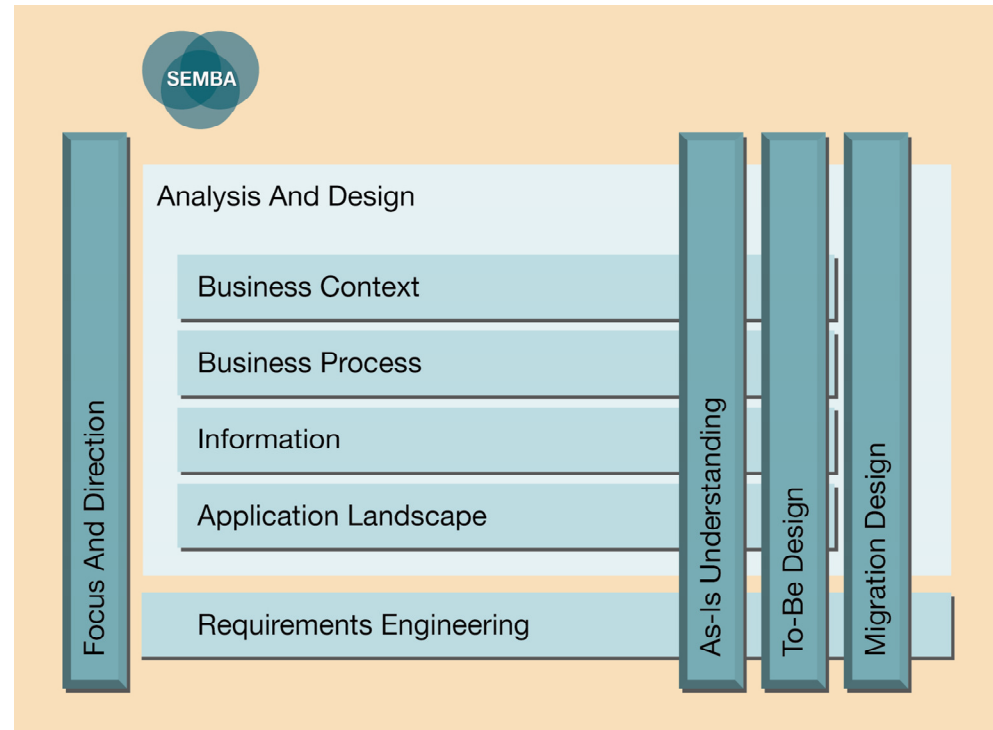 SEMBA
Analysis And Design
Business Context
Business Process
Information
Application Landscape
Requirements Engineering
Focus And Direction
As-Is Understanding
To-Be Design
Migration Design